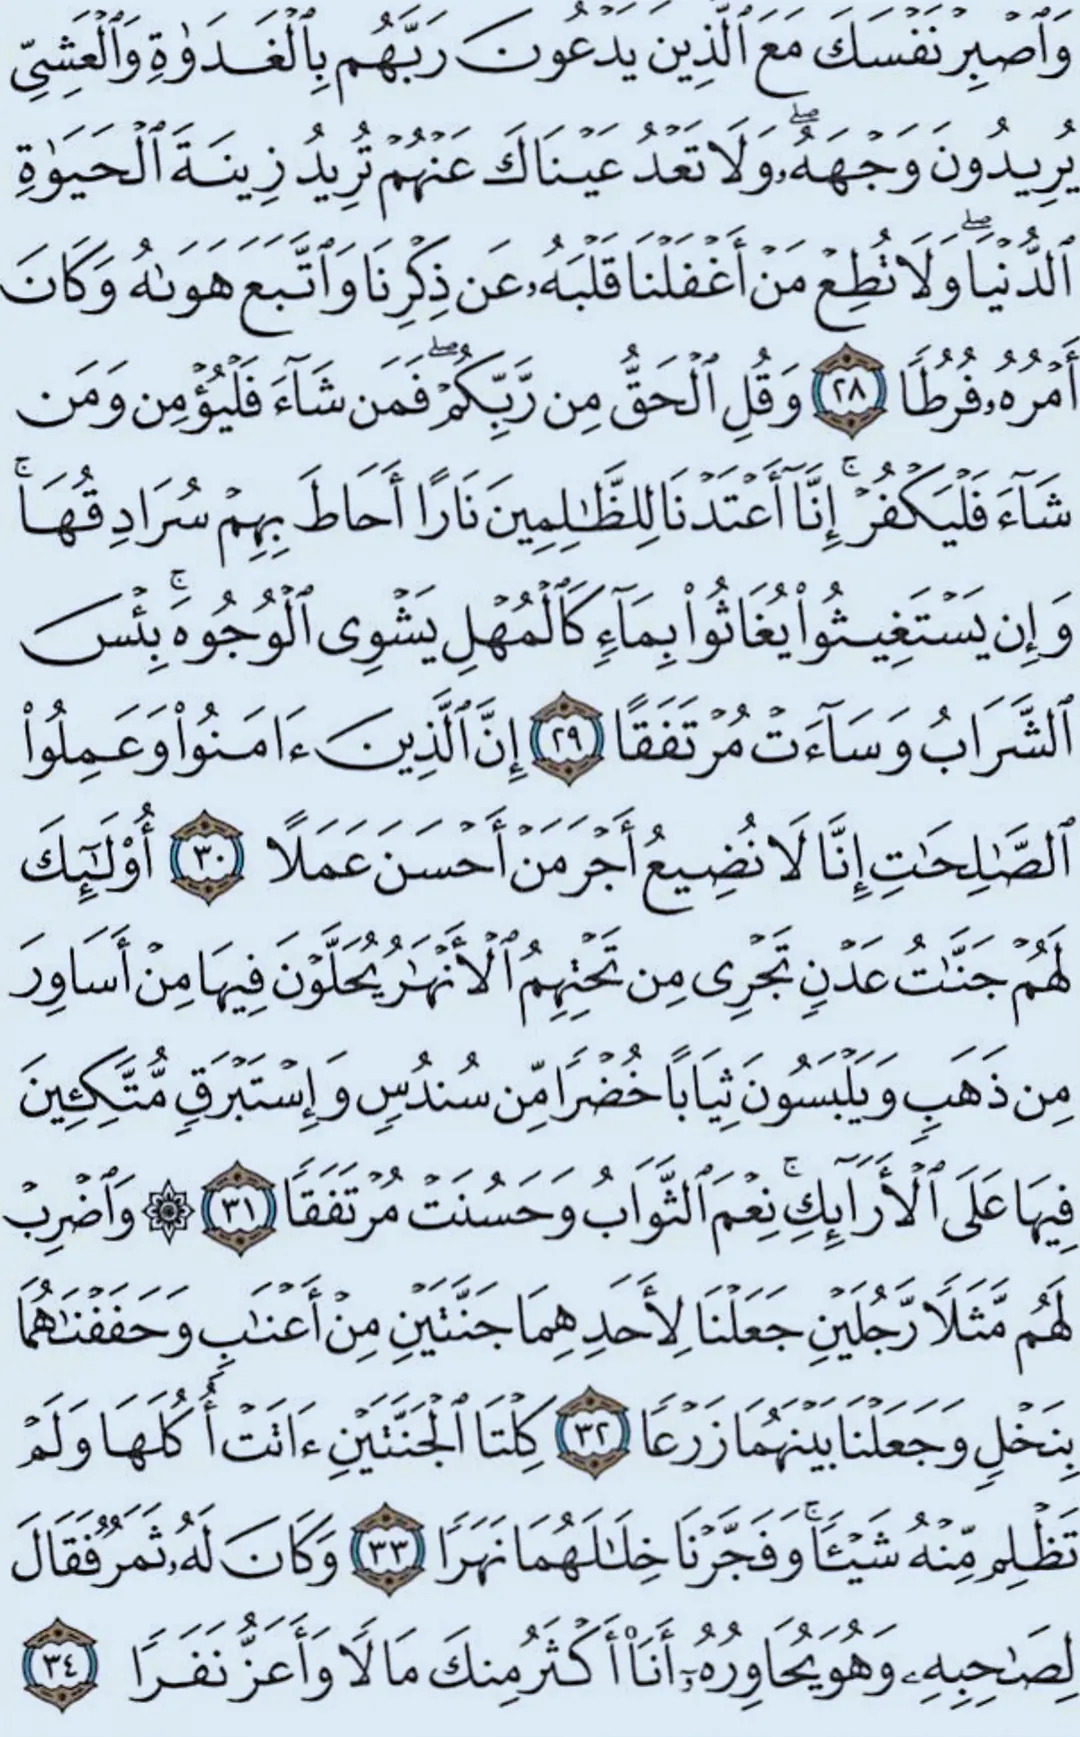 وَٱصۡبِرۡ نَفۡسَكَ مَعَ ٱلَّذِينَ يَدۡعُونَ رَبَّهُم بِٱلۡغَدَوٰةِ وَٱلۡعَشِيِّ
يُرِيدُونَ وَجۡهَهُۥۖ وَلَا تَعۡدُ عَيۡنَاكَ عَنۡهُمۡ تُرِيدُ زِينَةَ ٱلۡحَيَوٰةِ
ٱلدُّنۡيَاۖ وَلَا تُطِعۡ مَنۡ أَغۡفَلۡنَا قَلۡبَهُۥ عَن ذِكۡرِنَا وَٱتَّبَعَ هَوَىٰهُ وَكَانَ
أَمۡرُهُۥ فُرُطًا ٢٨ وَقُلِ ٱلۡحَقُّ مِن رَّبِّكُمۡۖ فَمَن شَآءَ فَلۡيُؤۡمِن وَمَن
شَآءَ فَلۡيَكۡفُرۡۚ إِنَّآ أَعۡتَدۡنَا لِلظَّٰلِمِينَ نَارًا أَحَاطَ بِهِمۡ سُرَادِقُهَاۚ
وَإِن يَسۡتَغِيثُواْ يُغَاثُواْ بِمَآءٖ كَٱلۡمُهۡلِ يَشۡوِي ٱلۡوُجُوهَۚ بِئۡسَ
ٱلشَّرَابُ وَسَآءَتۡ مُرۡتَفَقًا ٢٩ إِنَّ ٱلَّذِينَ ءَامَنُواْ وَعَمِلُواْ
ٱلصَّٰلِحَٰتِ إِنَّا لَا نُضِيعُ أَجۡرَ مَنۡ أَحۡسَنَ عَمَلًا ٣٠ أُوْلَٰٓئِكَ
لَهُمۡ جَنَّٰتُ عَدۡنٖ تَجۡرِي مِن تَحۡتِهِمُ ٱلۡأَنۡهَٰرُ يُحَلَّوۡنَ فِيهَا مِنۡ أَسَاوِرَ
مِن ذَهَبٖ وَيَلۡبَسُونَ ثِيَابًا خُضۡرٗا مِّن سُندُسٖ وَإِسۡتَبۡرَقٖ مُّتَّكِـِٔينَ
فِيهَا عَلَى ٱلۡأَرَآئِكِۚ نِعۡمَ ٱلثَّوَابُ وَحَسُنَتۡ مُرۡتَفَقٗا ٣١ ۞ وَٱضۡرِبۡ
لَهُم مَّثَلٗا رَّجُلَيۡنِ جَعَلۡنَا لِأَحَدِهِمَا جَنَّتَيۡنِ مِنۡ أَعۡنَٰبٖ وَحَفَفۡنَٰهُمَا
بِنَخۡلٖ وَجَعَلۡنَا بَيۡنَهُمَا زَرۡعٗا ٣٢ كِلۡتَا ٱلۡجَنَّتَيۡنِ ءَاتَتۡ أُكُلَهَا وَلَمۡ
تَظۡلِم مِّنۡهُ شَيۡـٔٗاۚ وَفَجَّرۡنَا خِلَٰلَهُمَا نَهَرٗا ٣٣ وَكَانَ لَهُۥ ثَمَرٞ فَقَالَ
لِصَٰحِبِهِۦ وَهُوَ يُحَاوِرُهُۥٓ أَنَا۠ أَكۡثَرُ مِنكَ مَالٗا وَأَعَزُّ نَفَرٗا ٣٤